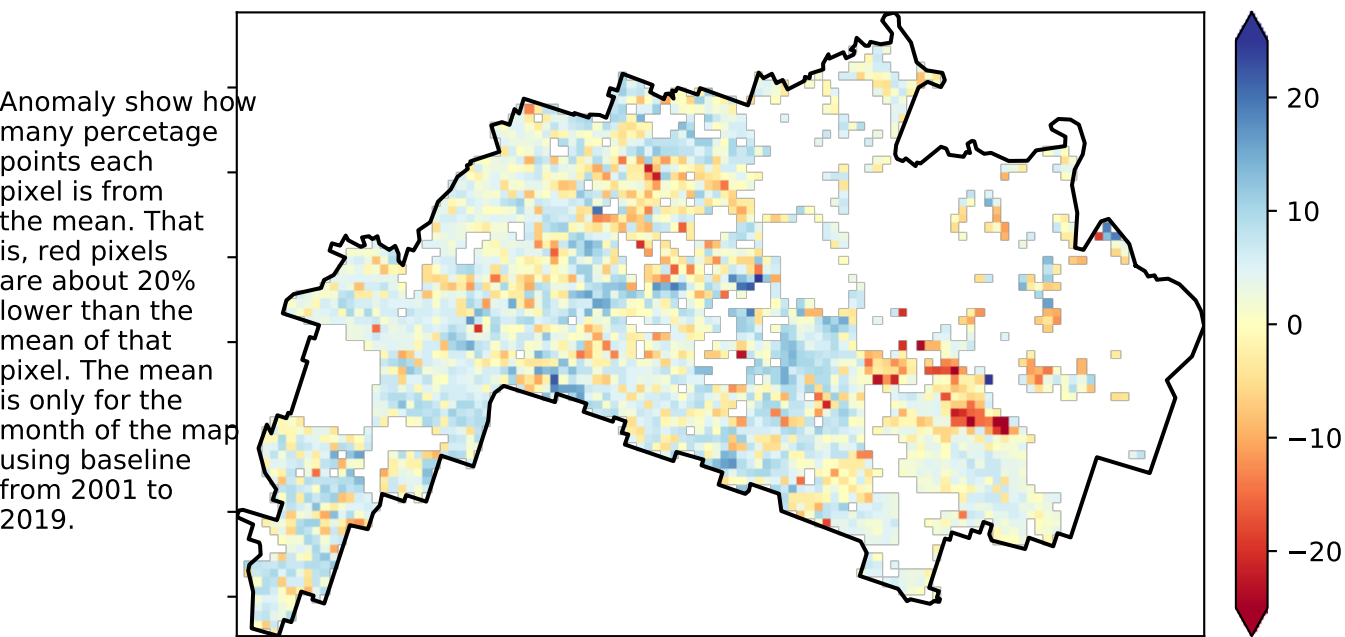 Anomaly show how
many percetage
points each
pixel is from
the mean. That
is, red pixels
are about 20%
lower than the
mean of that
pixel. The mean
is only for the
month of the map
using baseline
from 2001 to
2019.
20
10
0
−10
−20